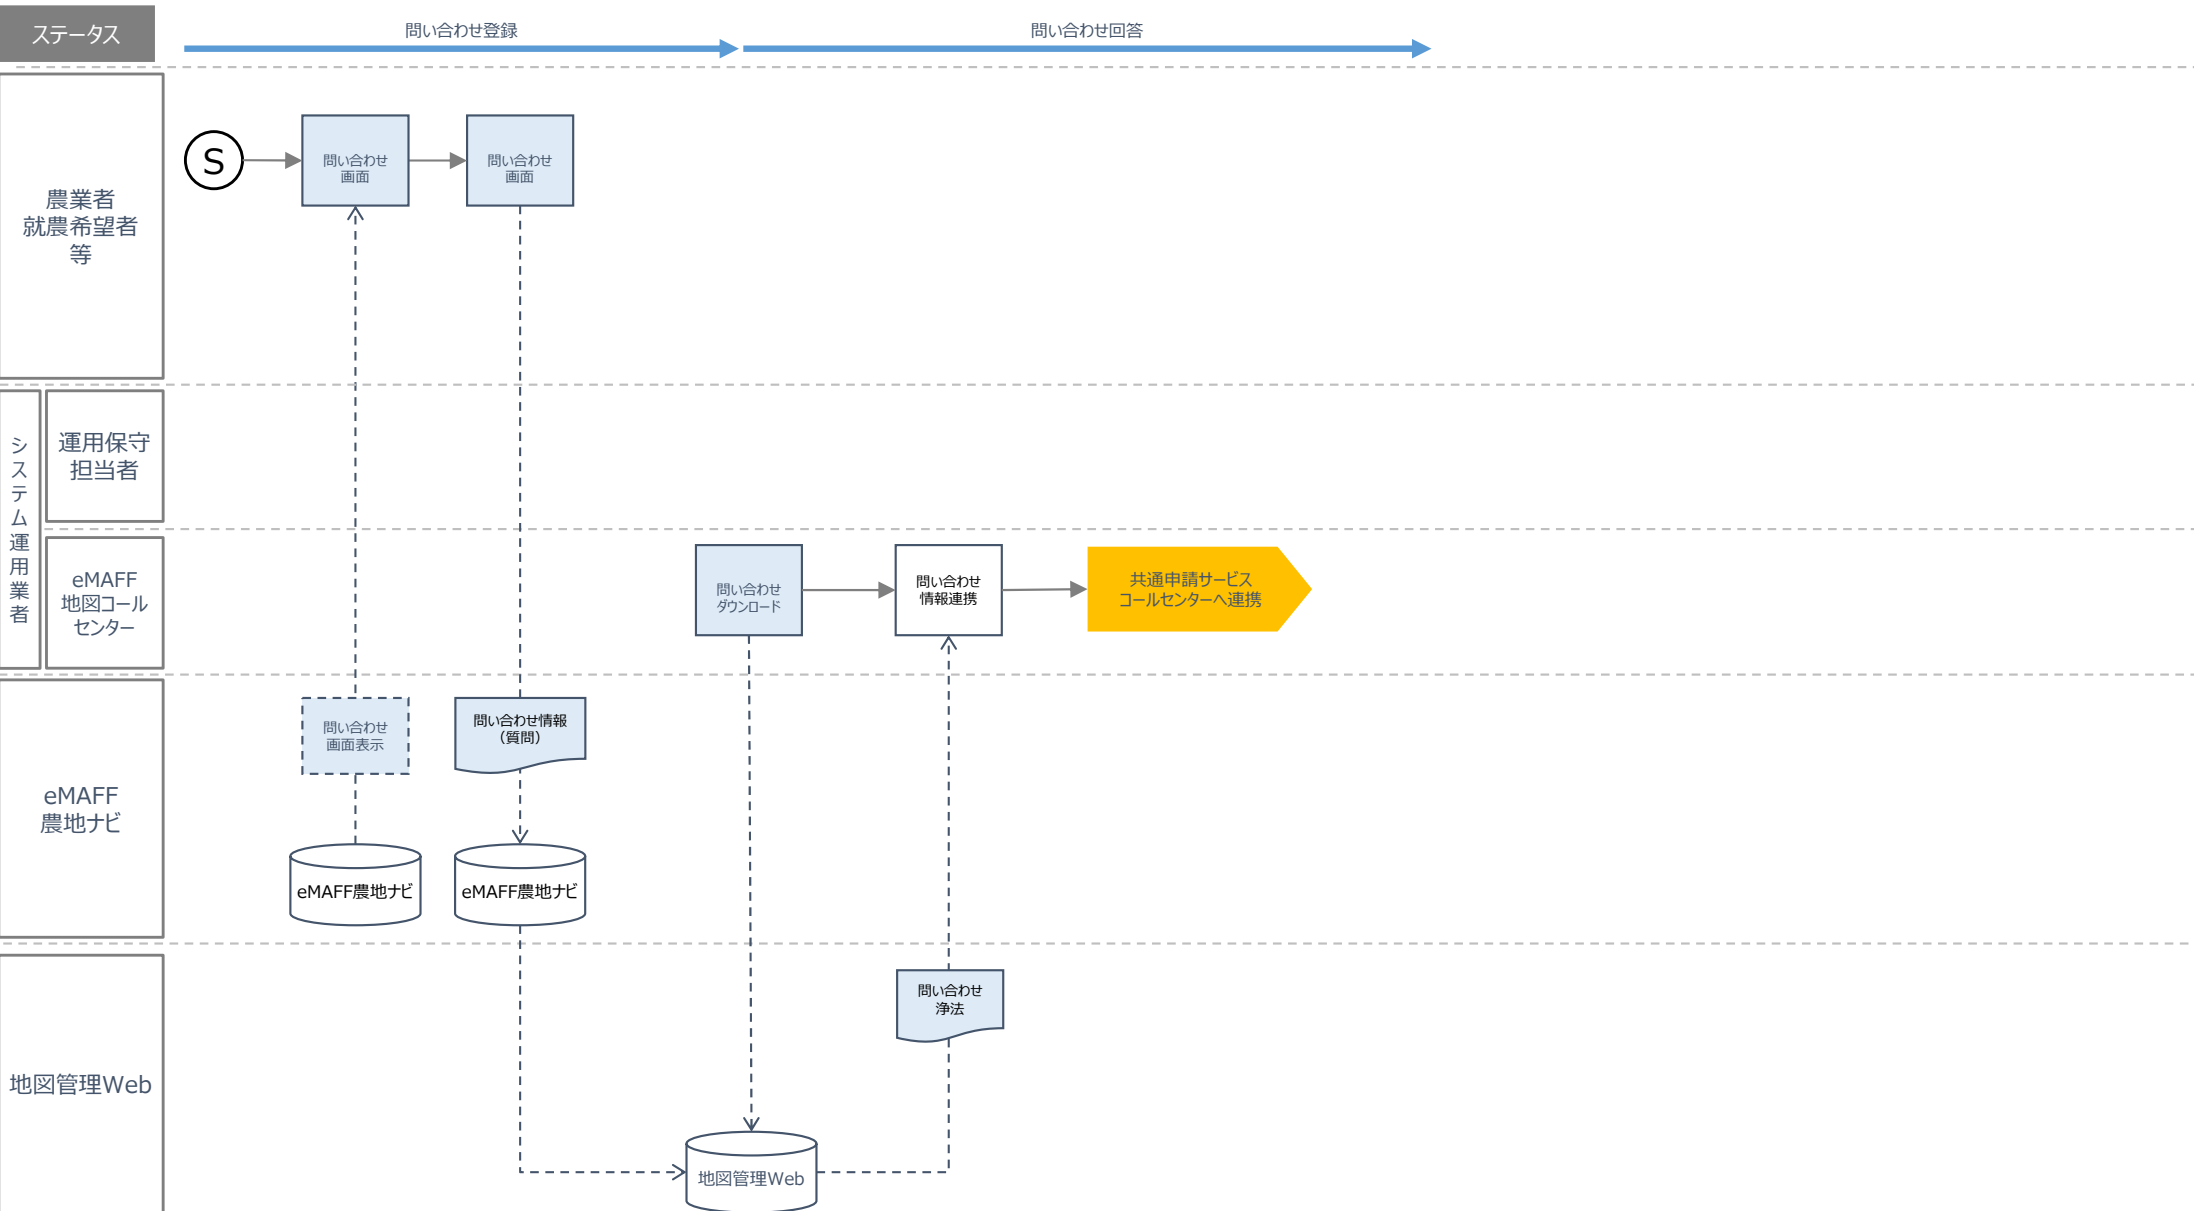 ステータス
問い合わせ登録
問い合わせ回答
農業者
就農希望者
等
S
問い合わせ
画面
問い合わせ
画面
システム運用業者
運用保守
担当者
eMAFF
地図コール
センター
問い合わせ
ダウンロード
問い合わせ
情報連携
共通申請サービス
コールセンターへ連携
eMAFF
農地ナビ
問い合わせ
画面表示
問い合わせ情報
（質問）
eMAFF農地ナビ
eMAFF農地ナビ
地図管理Web
問い合わせ
浄法
地図管理Web